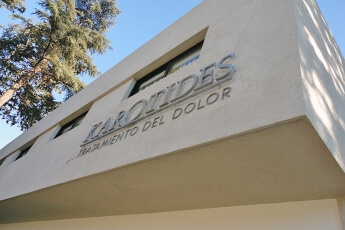 KAROTIDES
TRATAMIENTO DEL DOLOR